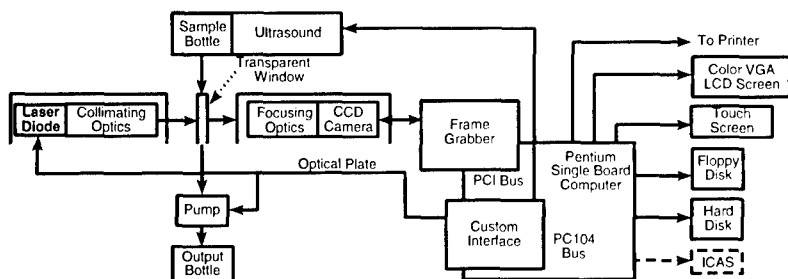 Sample
Bottle
Ultrasound
Transparent
Window
To Printer
Color VGA
LCD Screen
Laser
Diode
Collimating
Optics
Focusing
Optics
CCD
Camera
Frame
Grabber
Touch
Screen
Pentium
Single Board
Computer
Optical Plate
PCI Bus
Floppy
Disk
Pump
Custom
Interface
PC104
Bus
Hard
Disk
Output
Bottle
ICAS